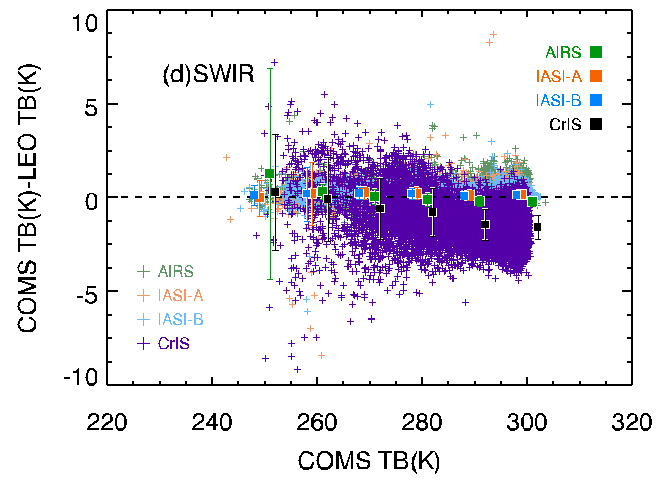 10
5
0
-5
-10
COMS TB(K)-LEO TB(K)
(d)SWIR
AIRS
IASI-A
IASI-B
CrIS
AIRS
IASI-A
IASI-B
CrIS
220 240 260 280 300 320
COMS TB(K)